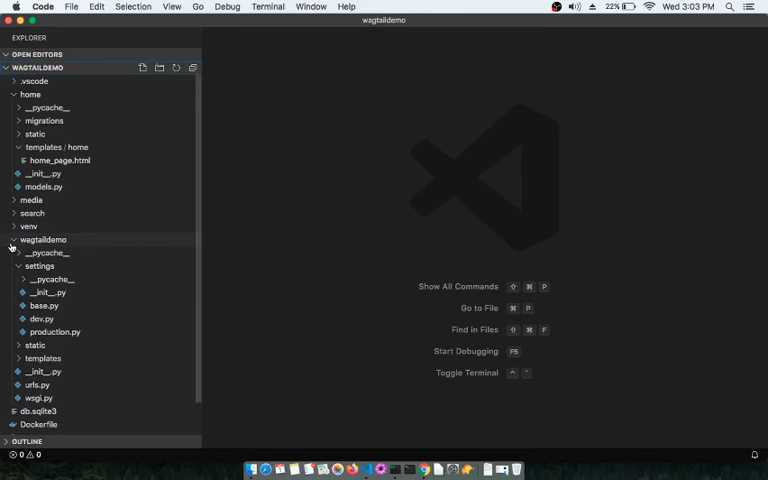 Code File Edit Selection View Go Debug Terminal Window Help 22% Wed 3:03 PM
wagtaildemo
EXPLORER
OPEN EDITORS
WAGTAILDEMO
.vscode
home
__pycache__
migrations
static
templates / home
home_page.html
__init__.py
models.py
media
search
venv
wagtaildemo
__pycache__
settings
__pycache__
__init__.py
base.py
dev.py
production.py
static
templates
__init__.py
urls.py
wsgi.py
db.sqlite3
Dockerfile
OUTLINE
0 0
Show All Commands ⇧ ⌘ P
Go to File ⌘ P
Find in Files ⇧ ⌘ F
Start Debugging F5
Toggle Terminal ^ `